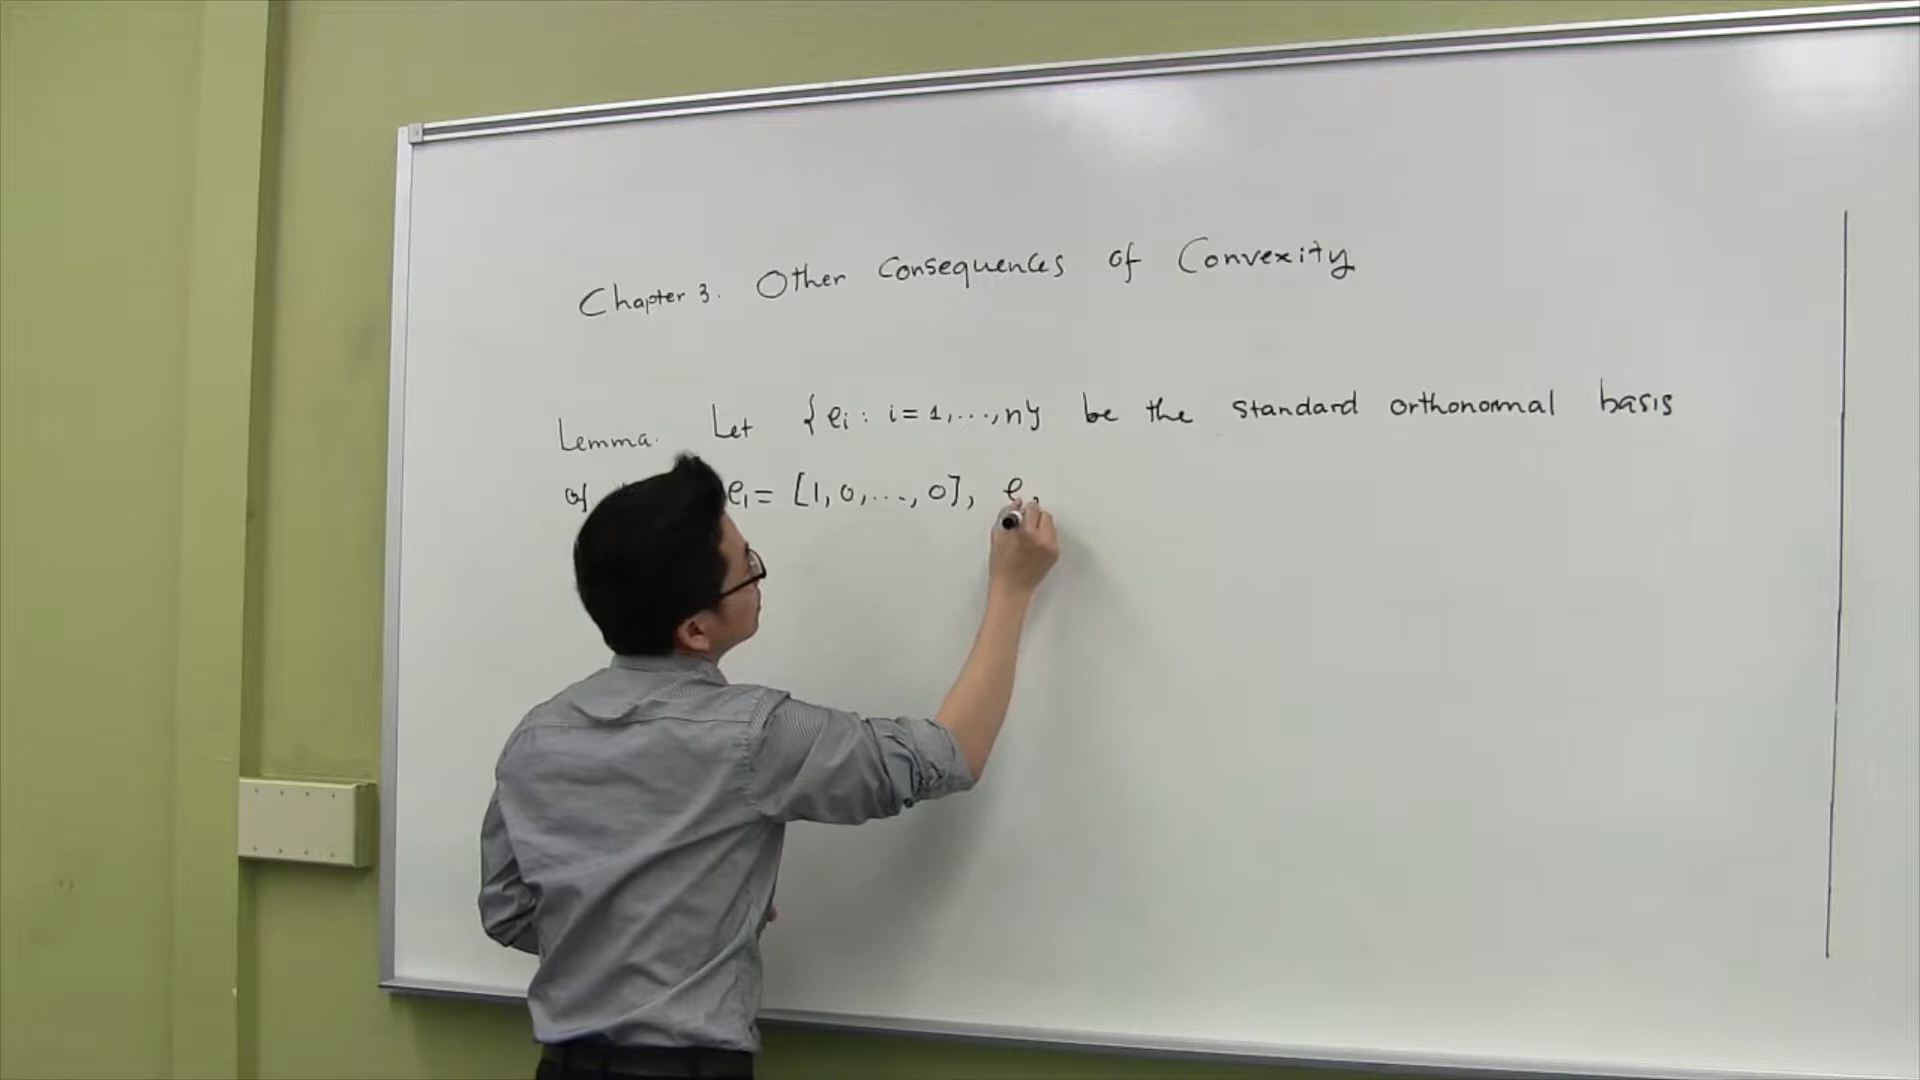 Chapter 3. Other Consequences of Convexity
Lemma. Let {ei : i = 1,...,n} be the standard orthonormal basis
of e1 = [1,0,...,0], e